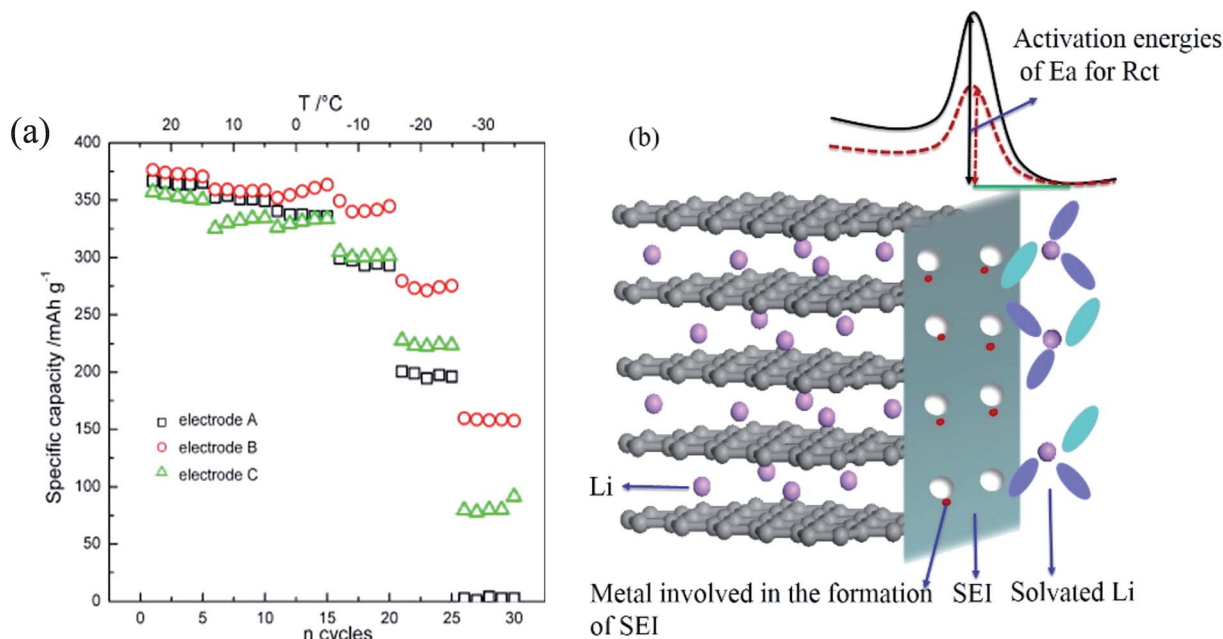 (a)
T /°C
20 10 0 -10 -20 -30
400
350
300
250
200
150
100
50
0
Specific capacity /mAh g⁻¹
electrode A
electrode B
electrode C
0 5 10 15 20 25 30
n cycles
(b)
Activation energies
of Ea for Rct
Li
Metal involved in the formation
of SEI
SEI
Solvated Li